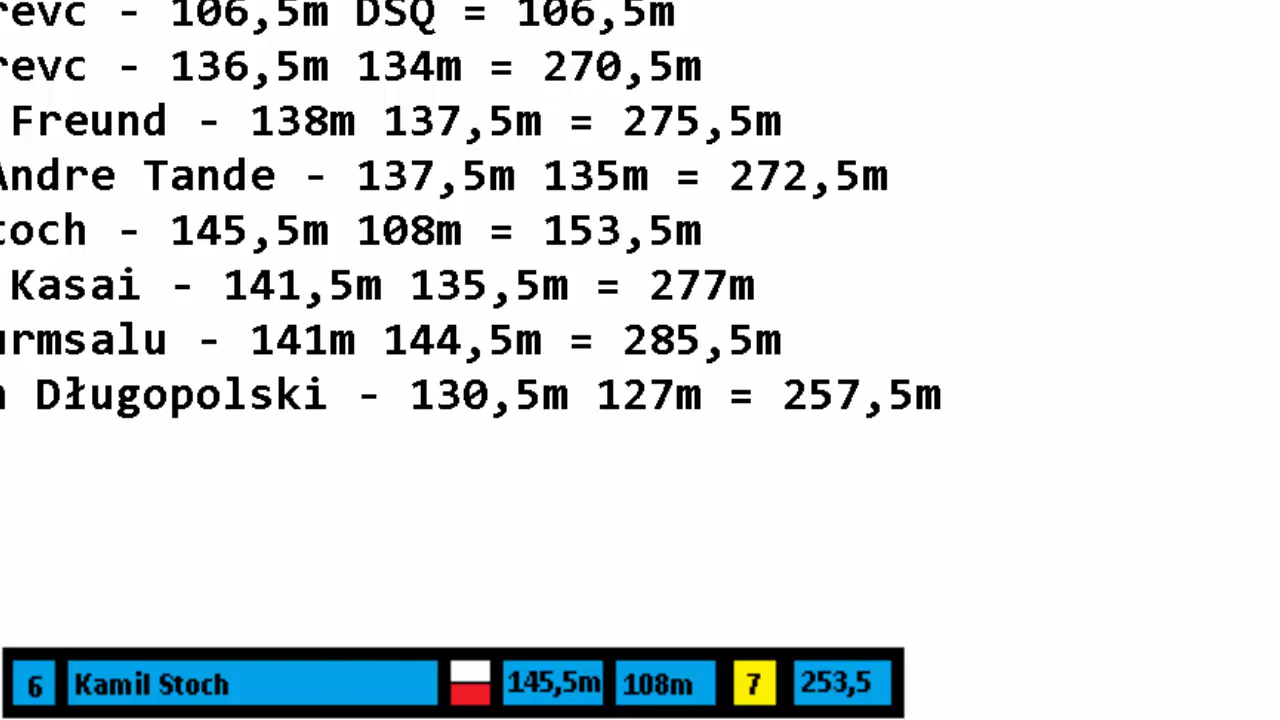 revc - 106,5m DSQ = 106,5m
revc - 136,5m 134m = 270,5m
Freund - 138m 137,5m = 275,5m
Andre Tande - 137,5m 135m = 272,5m
toch - 145,5m 108m = 153,5m
Kasai - 141,5m 135,5m = 277m
urmsalu - 141m 144,5m = 285,5m
n Długopolski - 130,5m 127m = 257,5m
6 Kamil Stoch 145,5m 108m 7 253,5